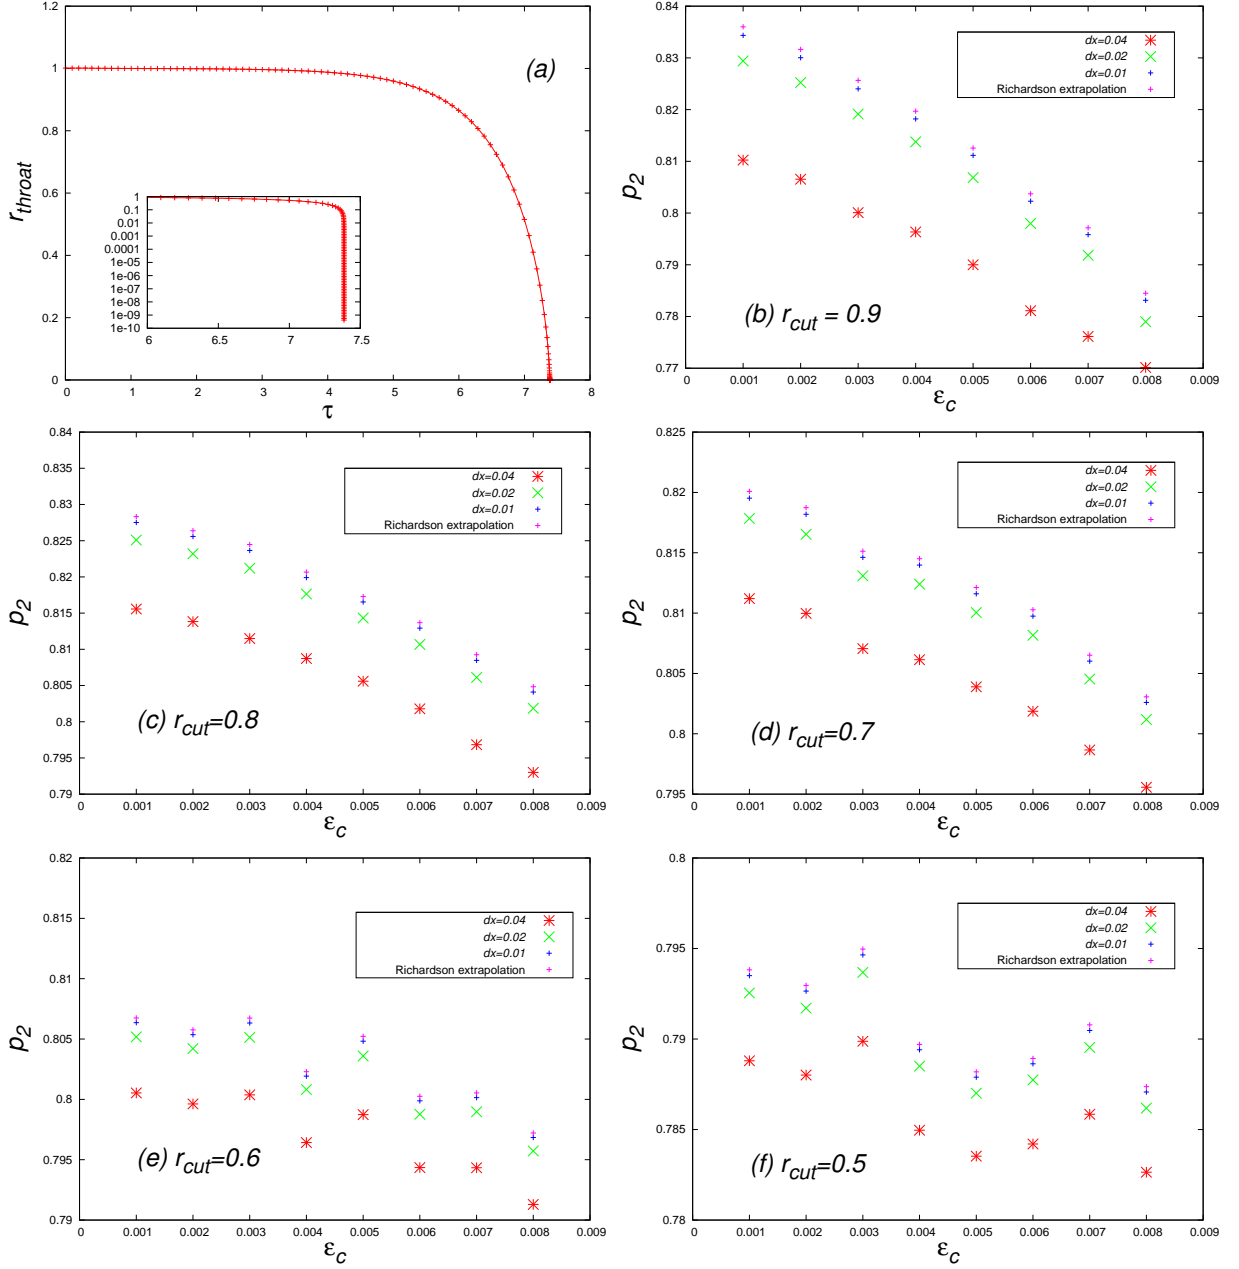 1.2
1
0.8
0.6
0.4
0.2
0
r_throat
(a)
1
0.1
0.01
0.001
0.0001
1e-05
1e-06
1e-07
1e-08
1e-09
1e-10
6 6.5 7 7.5
0 1 2 3 4 5 6 7 8
τ
0.84
0.83
0.82
0.81
0.8
0.79
0.78
0.77
p_2
dx=0.04
dx=0.02
dx=0.01
Richardson extrapolation
(b) r_cut = 0.9
0 0.001 0.002 0.003 0.004 0.005 0.006 0.007 0.008 0.009
ε_c
0.84
0.835
0.83
0.825
0.82
0.815
0.81
0.805
0.8
0.795
0.79
p_2
dx=0.04
dx=0.02
dx=0.01
Richardson extrapolation
(c) r_cut=0.8
0 0.001 0.002 0.003 0.004 0.005 0.006 0.007 0.008 0.009
ε_c
0.825
0.82
0.815
0.81
0.805
0.8
0.795
p_2
dx=0.04
dx=0.02
dx=0.01
Richardson extrapolation
(d) r_cut=0.7
0 0.001 0.002 0.003 0.004 0.005 0.006 0.007 0.008 0.009
ε_c
0.82
0.815
0.81
0.805
0.8
0.795
0.79
p_2
dx=0.04
dx=0.02
dx=0.01
Richardson extrapolation
(e) r_cut=0.6
0 0.001 0.002 0.003 0.004 0.005 0.006 0.007 0.008 0.009
ε_c
0.8
0.795
0.79
0.785
0.78
p_2
dx=0.04
dx=0.02
dx=0.01
Richardson extrapolation
(f) r_cut=0.5
0 0.001 0.002 0.003 0.004 0.005 0.006 0.007 0.008 0.009
ε_c